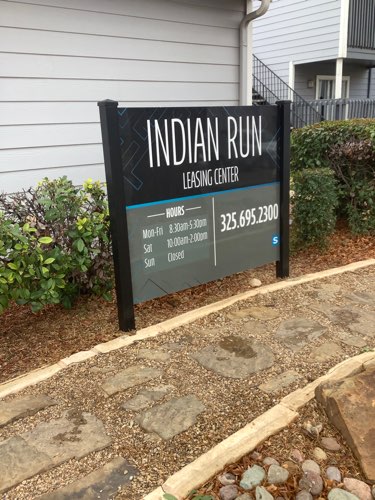 INDIAN RUN
LEASING CENTER
HOURS
Mon-Fri 8:30am-5:30pm
Sat 10:00am-2:00pm
Sun Closed
325.695.2300
S